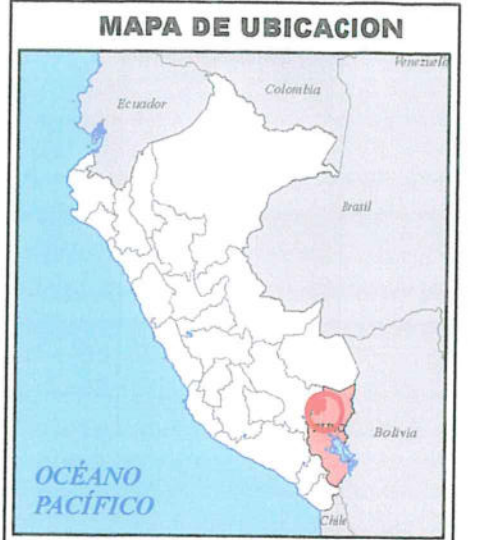 MAPA DE UBICACION
Venezuela
Colombia
Ecuador
Brasil
Bolivia
OCÉANO
PACÍFICO
Chile